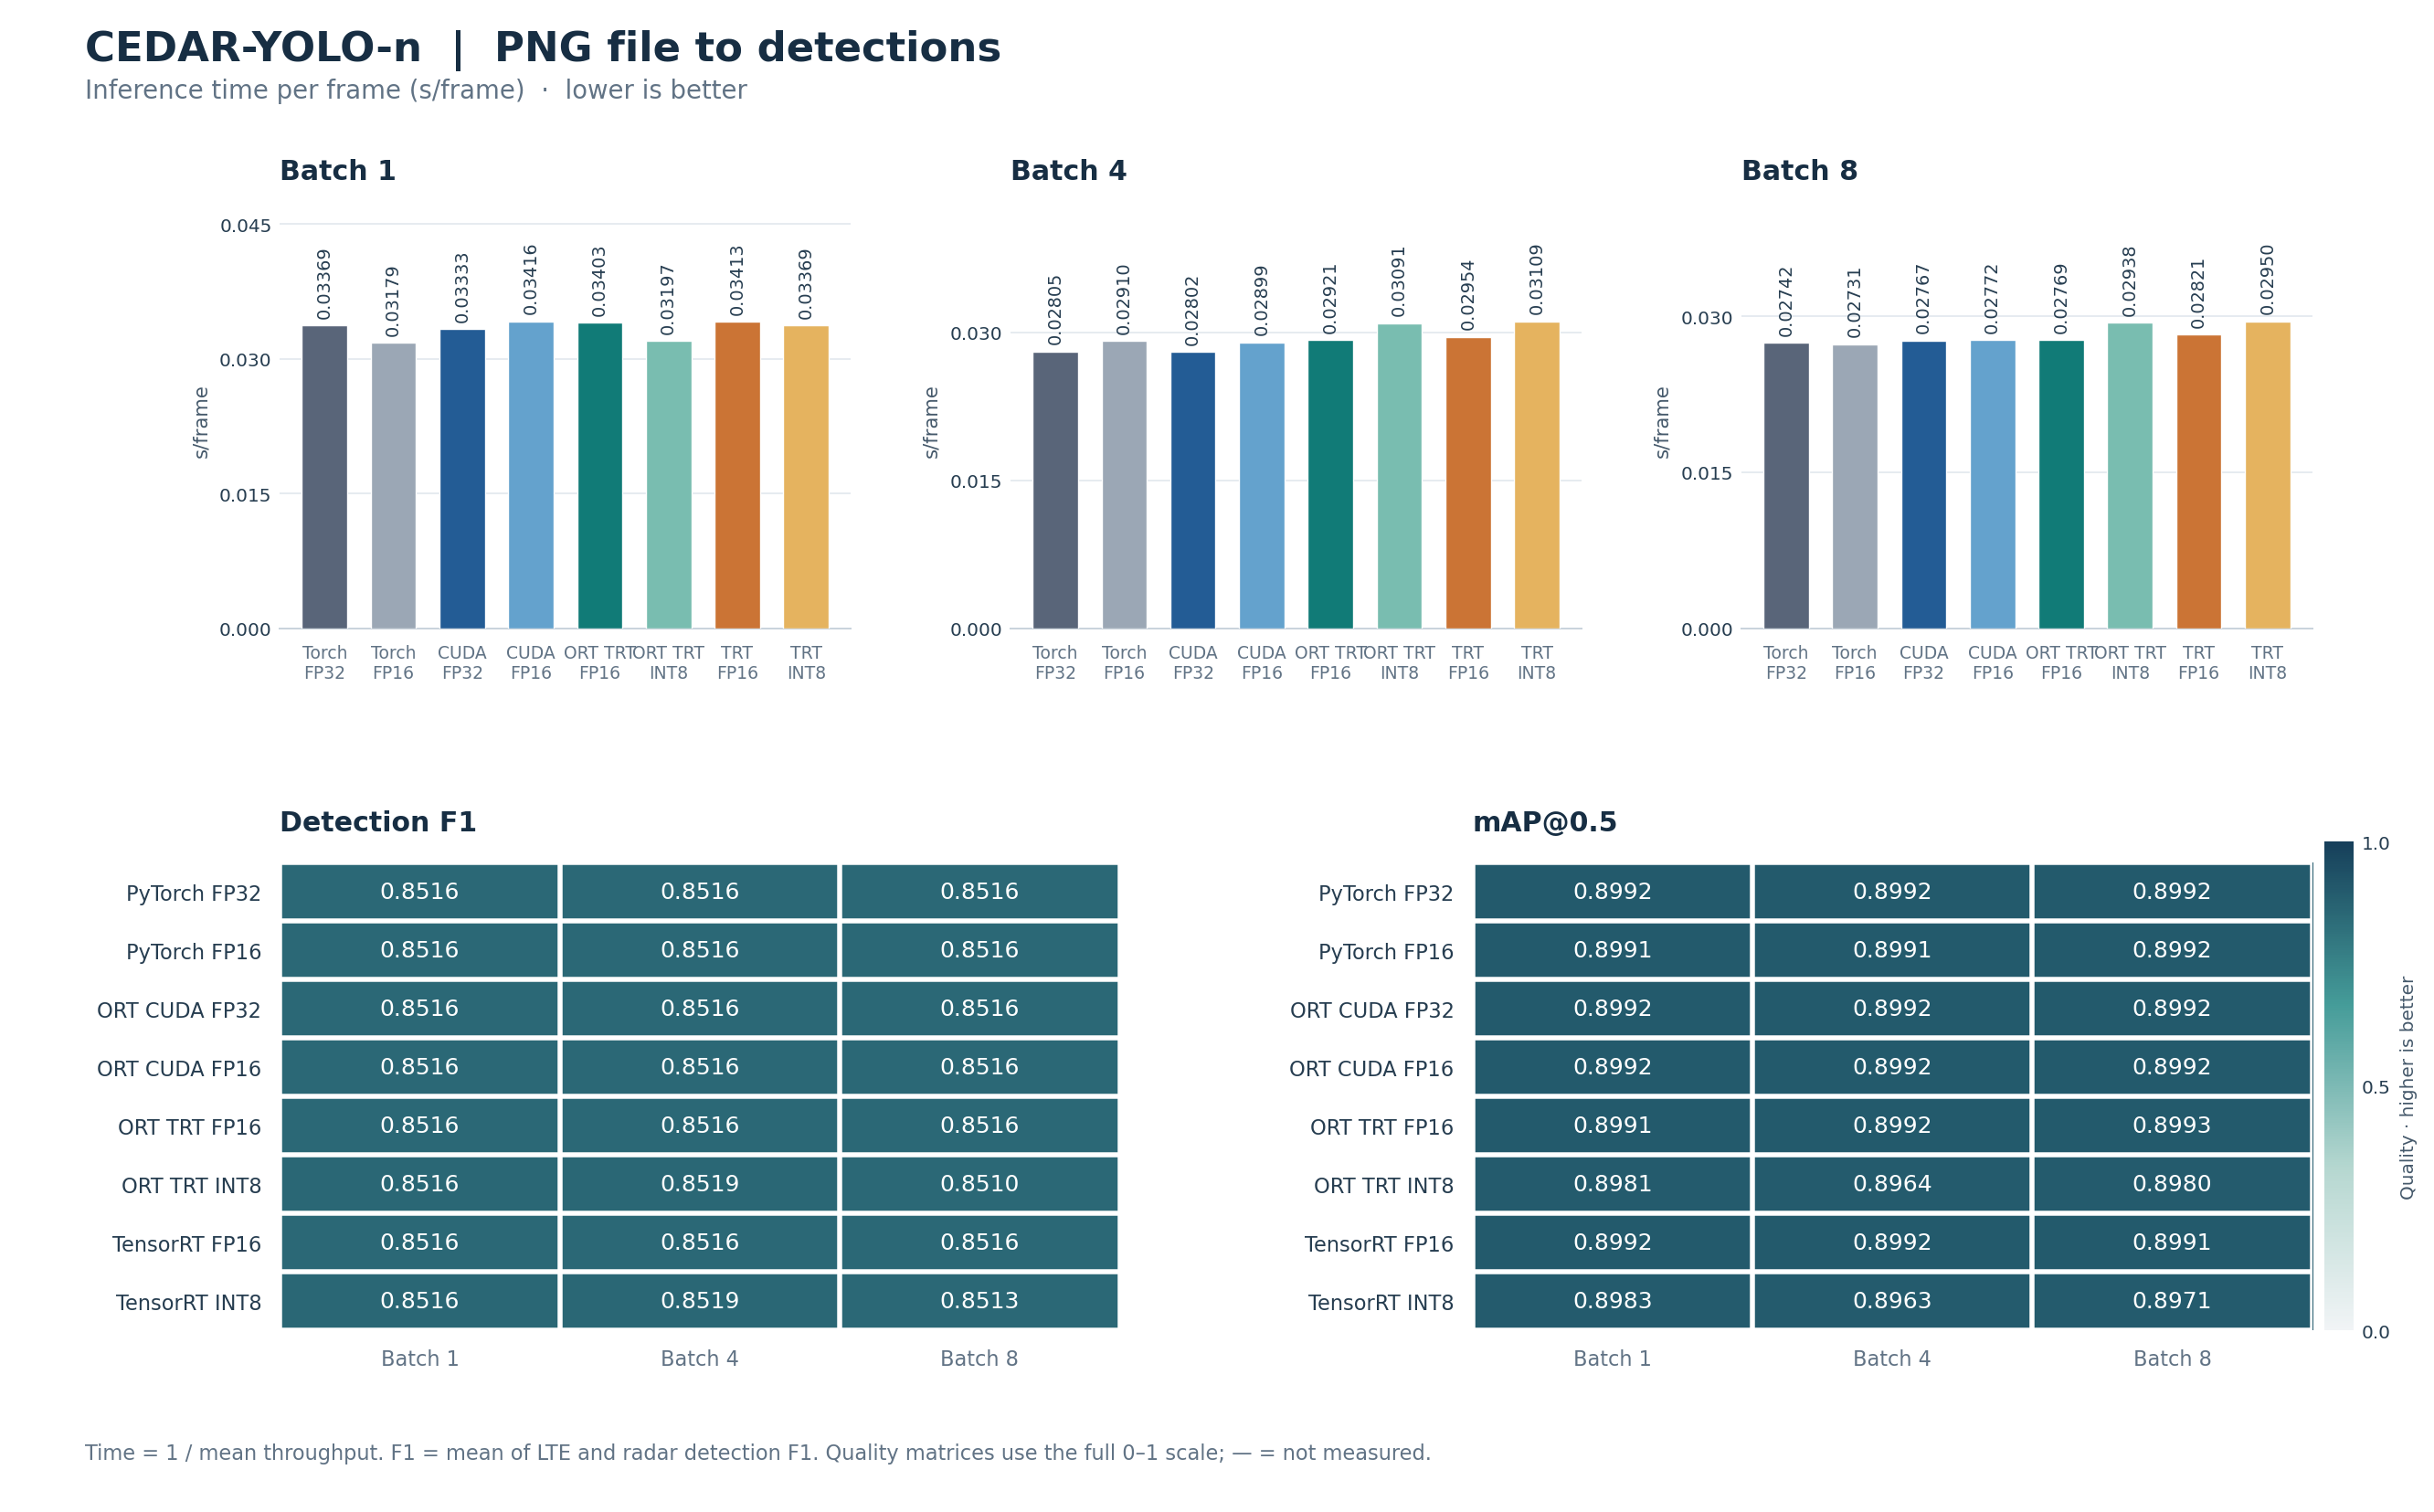 CEDAR-YOLO-n | PNG file to detections
Inference time per frame (s/frame) · lower is better
Batch 1
0.045
0.030
0.015
0.000
s/frame
0.03369
0.03179
0.03333
0.03416
0.03403
0.03197
0.03413
0.03369
Torch FP32
Torch FP16
CUDA FP32
CUDA FP16
ORT TRT FP16
ORT TRT INT8
TRT FP16
TRT INT8
Batch 4
0.030
0.015
0.000
s/frame
0.02805
0.02910
0.02802
0.02899
0.02921
0.03091
0.02954
0.03109
Torch FP32
Torch FP16
CUDA FP32
CUDA FP16
ORT TRT FP16
ORT TRT INT8
TRT FP16
TRT INT8
Batch 8
0.030
0.015
0.000
s/frame
0.02742
0.02731
0.02767
0.02772
0.02769
0.02938
0.02821
0.02950
Torch FP32
Torch FP16
CUDA FP32
CUDA FP16
ORT TRT FP16
ORT TRT INT8
TRT FP16
TRT INT8
Detection F1
PyTorch FP32 0.8516 0.8516 0.8516
PyTorch FP16 0.8516 0.8516 0.8516
ORT CUDA FP32 0.8516 0.8516 0.8516
ORT CUDA FP16 0.8516 0.8516 0.8516
ORT TRT FP16 0.8516 0.8516 0.8516
ORT TRT INT8 0.8516 0.8519 0.8510
TensorRT FP16 0.8516 0.8516 0.8516
TensorRT INT8 0.8516 0.8519 0.8513
Batch 1 Batch 4 Batch 8
mAP@0.5
PyTorch FP32 0.8992 0.8992 0.8992
PyTorch FP16 0.8991 0.8991 0.8992
ORT CUDA FP32 0.8992 0.8992 0.8992
ORT CUDA FP16 0.8992 0.8992 0.8992
ORT TRT FP16 0.8991 0.8992 0.8993
ORT TRT INT8 0.8981 0.8964 0.8980
TensorRT FP16 0.8992 0.8992 0.8991
TensorRT INT8 0.8983 0.8963 0.8971
Batch 1 Batch 4 Batch 8
1.0
0.5
0.0
Quality · higher is better
Time = 1 / mean throughput. F1 = mean of LTE and radar detection F1. Quality matrices use the full 0–1 scale; — = not measured.